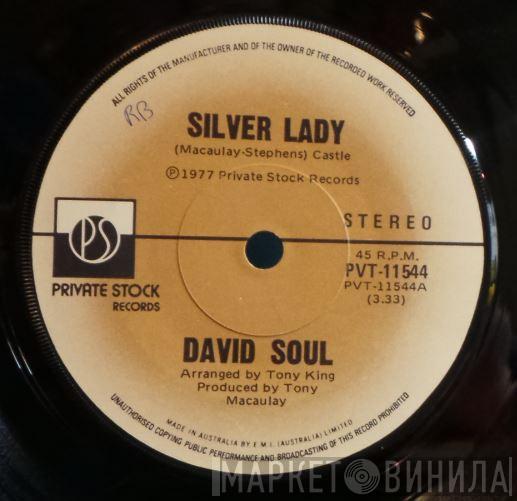 ALL RIGHTS OF THE MANUFACTURER AND OF THE OWNER OF THE RECORDED WORK RESERVED
RB
SILVER LADY
(Macaulay-Stephens) Castle
Ⓟ1977 Private Stock Records
STEREO
45 R.P.M.
PVT-11544
PVT-11544A
(3.33)
PS
PRIVATE STOCK
RECORDS
DAVID SOUL
Arranged by Tony King
Produced by Tony
Macaulay
MADE IN AUSTRALIA BY E.M.I. (AUSTRALIA) LIMITED
UNAUTHORISED COPYING PUBLIC PERFORMANCE AND BROADCASTING OF THIS RECORD PROHIBITED
МАРКЕТ ВИНИЛА